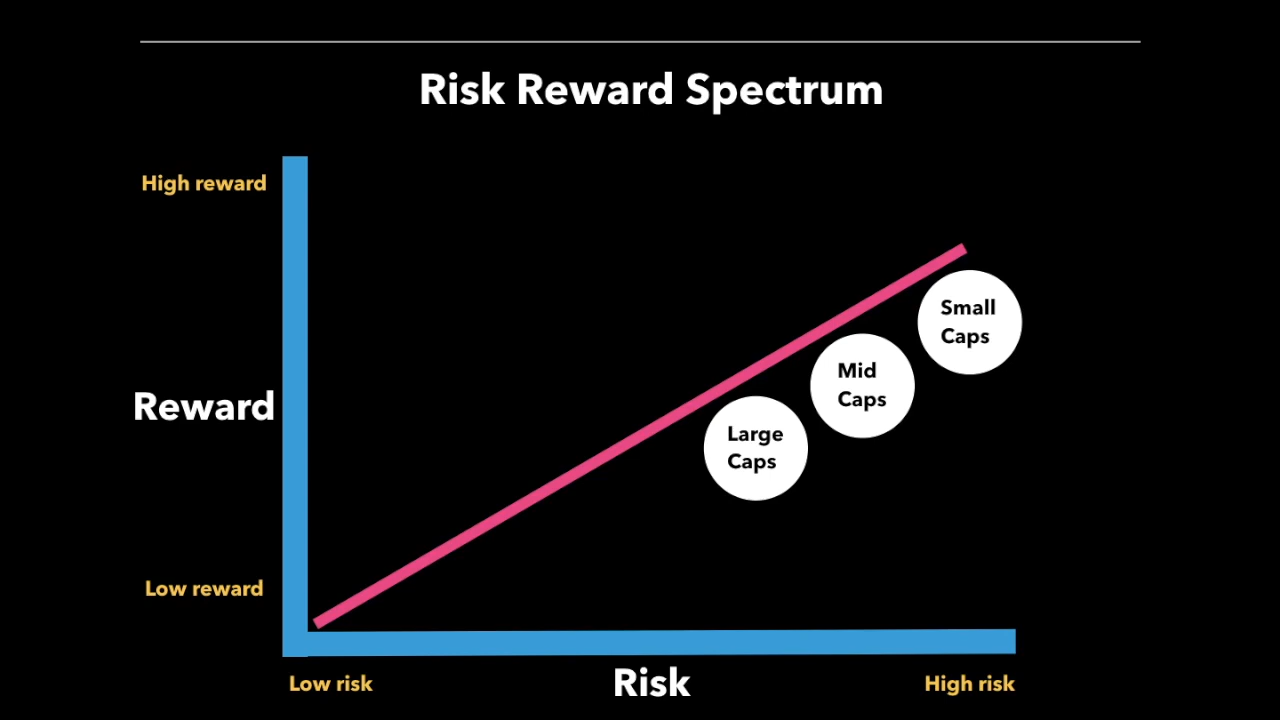 Risk Reward Spectrum
High reward
Small
Caps
Mid
Caps
Reward
Large
Caps
Low reward
Low risk
Risk
High risk